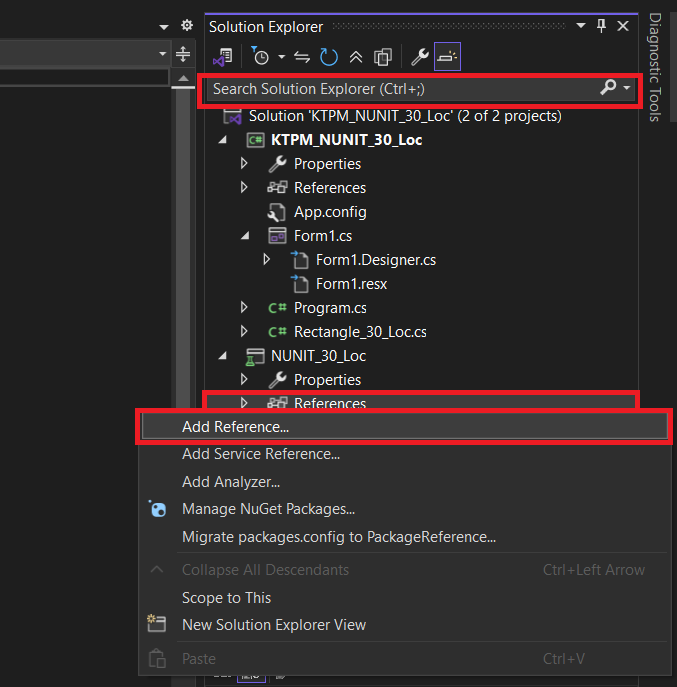 Solution Explorer
Search Solution Explorer (Ctrl+;)
Solution 'KTPM_NUNIT_30_Loc' (2 of 2 projects)
C# KTPM_NUNIT_30_Loc
Properties
References
App.config
Form1.cs
Form1.Designer.cs
Form1.resx
C# Program.cs
C# Rectangle_30_Loc.cs
NUNIT_30_Loc
Properties
References
Add Reference...
Add Service Reference...
Add Analyzer...
Manage NuGet Packages...
Migrate packages.config to PackageReference...
Collapse All Descendants Ctrl+Left Arrow
Scope to This
New Solution Explorer View
Paste Ctrl+V
Diagnostic Tools